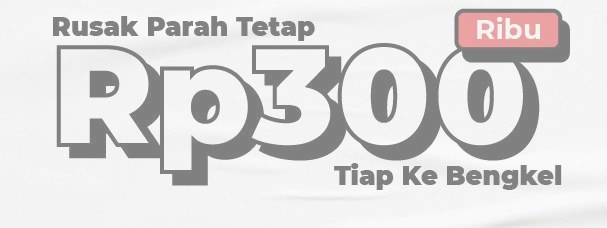 Rusak Parah Tetap
Rp300 Ribu
Tiap Ke Bengkel